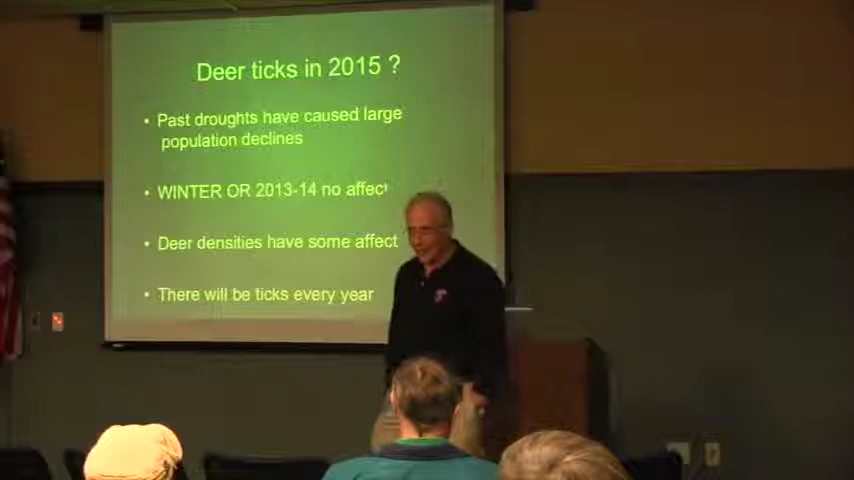 Deer ticks in 2015 ?
• Past droughts have caused large
population declines
• WINTER OR 2013-14 no affect
• Deer densities have some affect
• There will be ticks every year